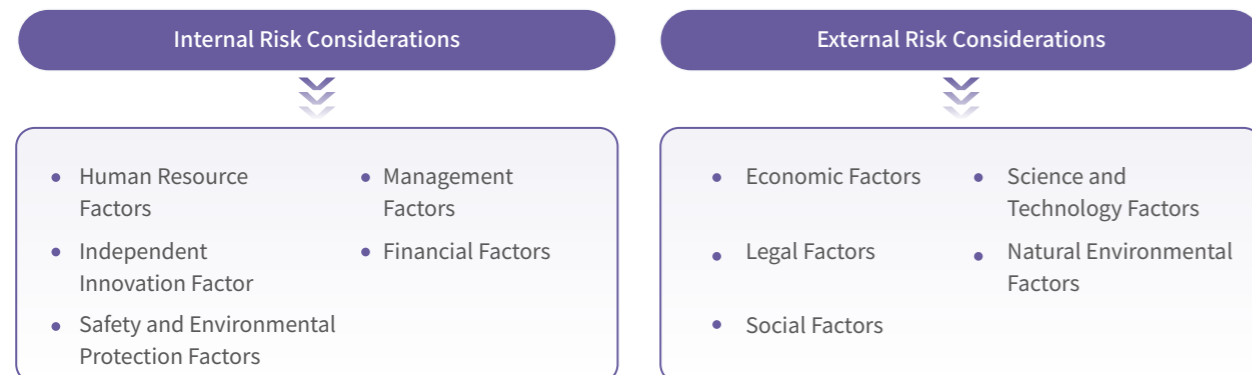 Internal Risk Considerations
Human Resource
Factors
Management
Factors
Independent
Innovation Factor
Financial Factors
Safety and Environmental
Protection Factors
External Risk Considerations
Economic Factors
Science and
Technology Factors
Legal Factors
Natural Environmental
Factors
Social Factors